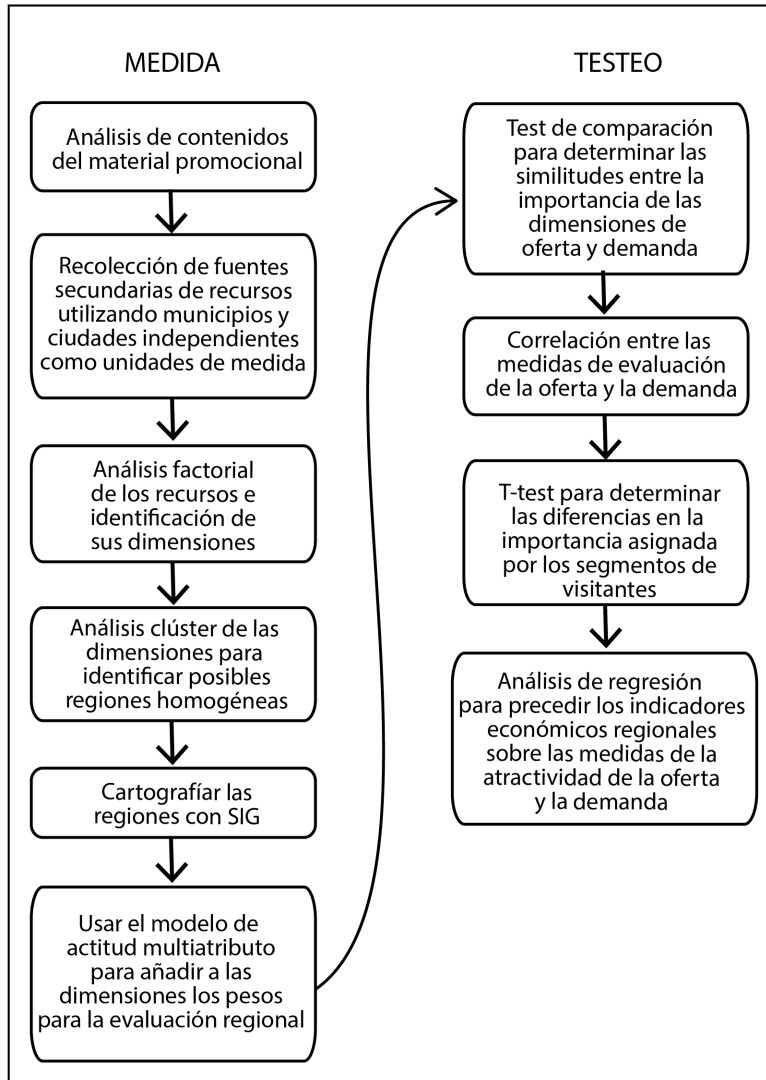 MEDIDA
Análisis de contenidos
del material promocional
Recolección de fuentes
secundarias de recursos
utilizando municipios y
ciudades independientes
como unidades de medida
Análisis factorial
de los recursos e
identificación de
sus dimensiones
Análisis clúster de las
dimensiones para
identificar posibles
regiones homogéneas
Cartografíar las
regiones con SIG
Usar el modelo de
actitud multiatributo
para añadir a las
dimensiones los pesos
para la evaluación regional
TESTEO
Test de comparación
para determinar las
similitudes entre la
importancia de las
dimensiones de
oferta y demanda
Correlación entre las
medidas de evaluación
de la oferta y la demanda
T-test para determinar
las diferencias en la
importancia asignada
por los segmentos de
visitantes
Análisis de regresión
para precedir los indicadores
económicos regionales
sobre las medidas de la
atractividad de la oferta
y la demanda